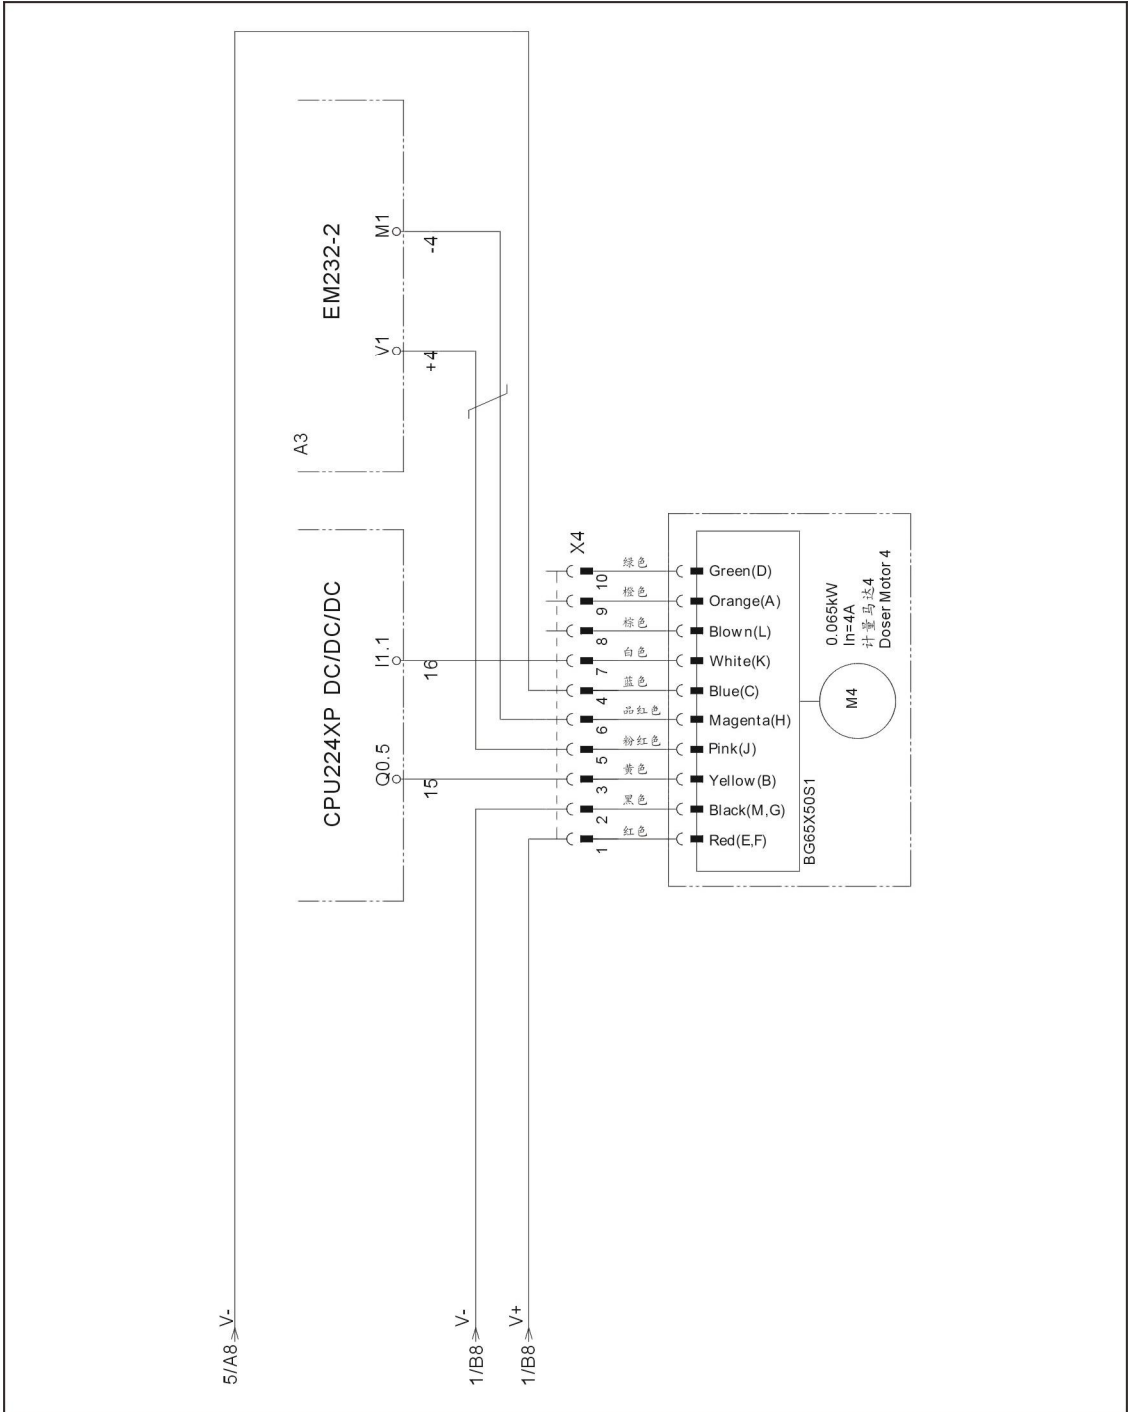 EM232-2
M1
-4
V1
+4
A3
CPU224XP DC/DC/DC
I1.1
16
Q0.5
15
X4
10
绿色
Green(D)
9
橙色
Orange(A)
8
棕色
Blown(L)
7
白色
White(K)
4
蓝色
Blue(C)
6
品红色
Magenta(H)
5
粉红色
Pink(J)
3
黄色
Yellow(B)
2
黑色
Black(M,G)
1
红色
Red(E,F)
BG65X50S1
M4
0.065kW
In=4A
计量马达4
Doser Motor 4
5/A8
V-
1/B8
V-
1/B8
V+